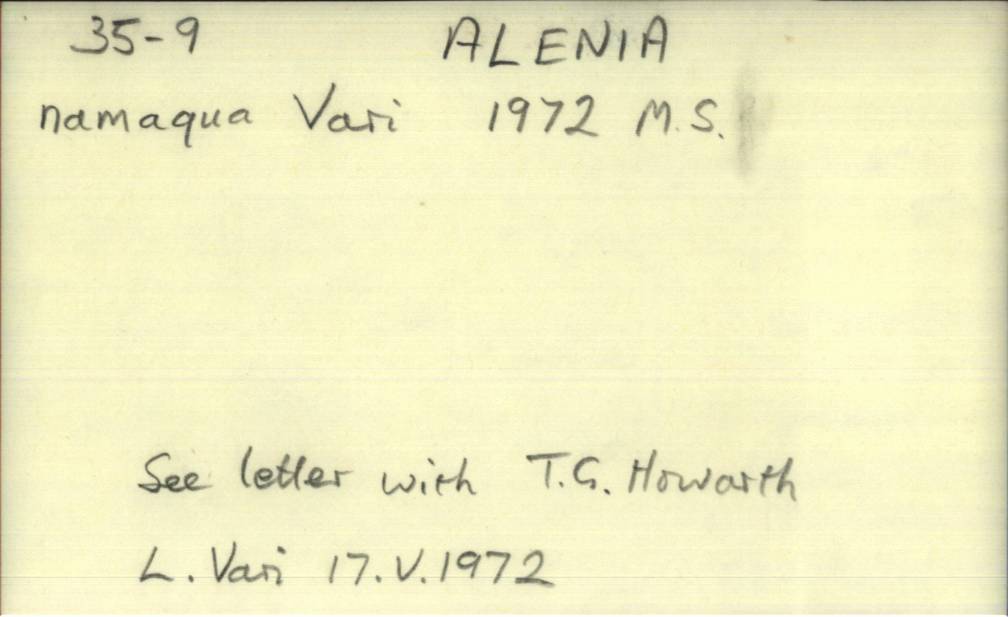 35-9 ALENIA
namaqua Vari 1972 M.S.
See letter with T.G. Howarth
L. Vari 17.V.1972